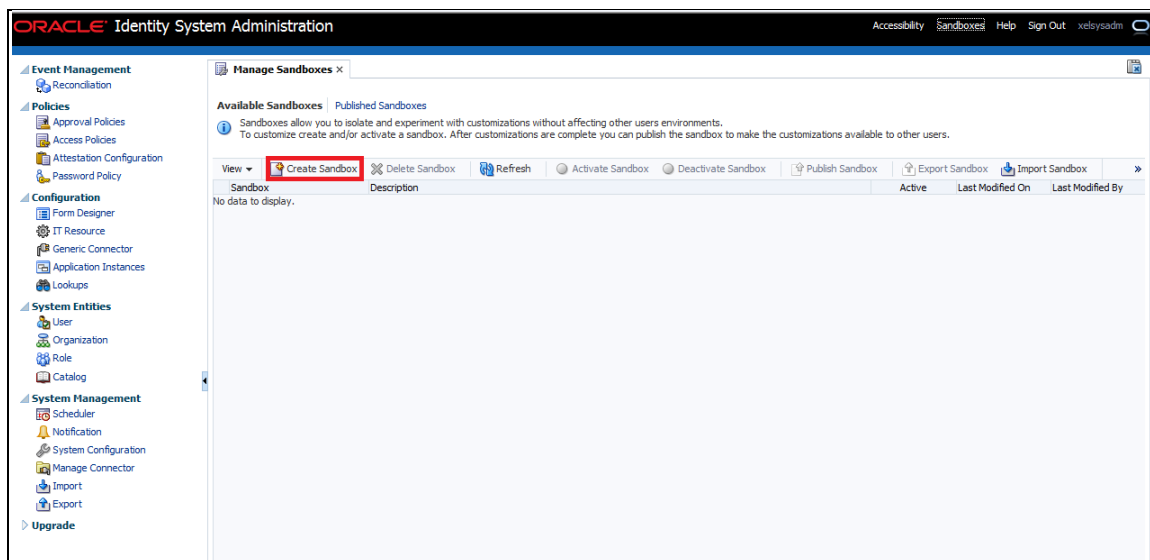 ORACLE Identity System Administration
Accessibility Sandboxes Help Sign Out xelsysadm
Event Management
Reconciliation
Policies
Approval Policies
Access Policies
Attestation Configuration
Password Policy
Configuration
Form Designer
IT Resource
Generic Connector
Application Instances
Lookups
System Entities
User
Organization
Role
Catalog
System Management
Scheduler
Notification
System Configuration
Manage Connector
Import
Export
Upgrade
Manage Sandboxes ×
Available Sandboxes Published Sandboxes
Sandboxes allow you to isolate and experiment with customizations without affecting other users environments.
To customize create and/or activate a sandbox. After customizations are complete you can publish the sandbox to make the customizations available to other users.
View Create Sandbox Delete Sandbox Refresh Activate Sandbox Deactivate Sandbox Publish Sandbox Export Sandbox Import Sandbox »
Sandbox Description Active Last Modified On Last Modified By
No data to display.